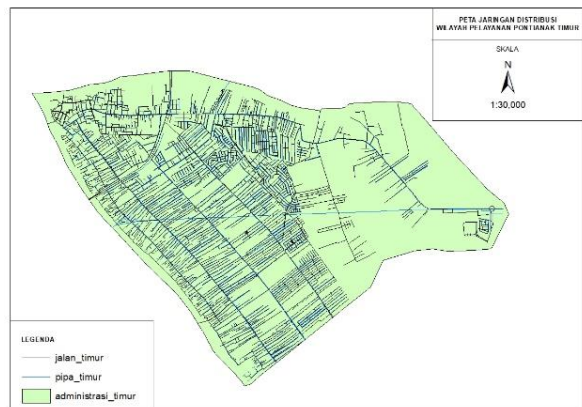 PETA JARINGAN DISTRIBUSI
WILAYAH PELAYANAN PONTIANAK TIMUR
SKALA
N
1:30,000
LEGENDA
jalan_timur
pipa_timur
administrasi_timur